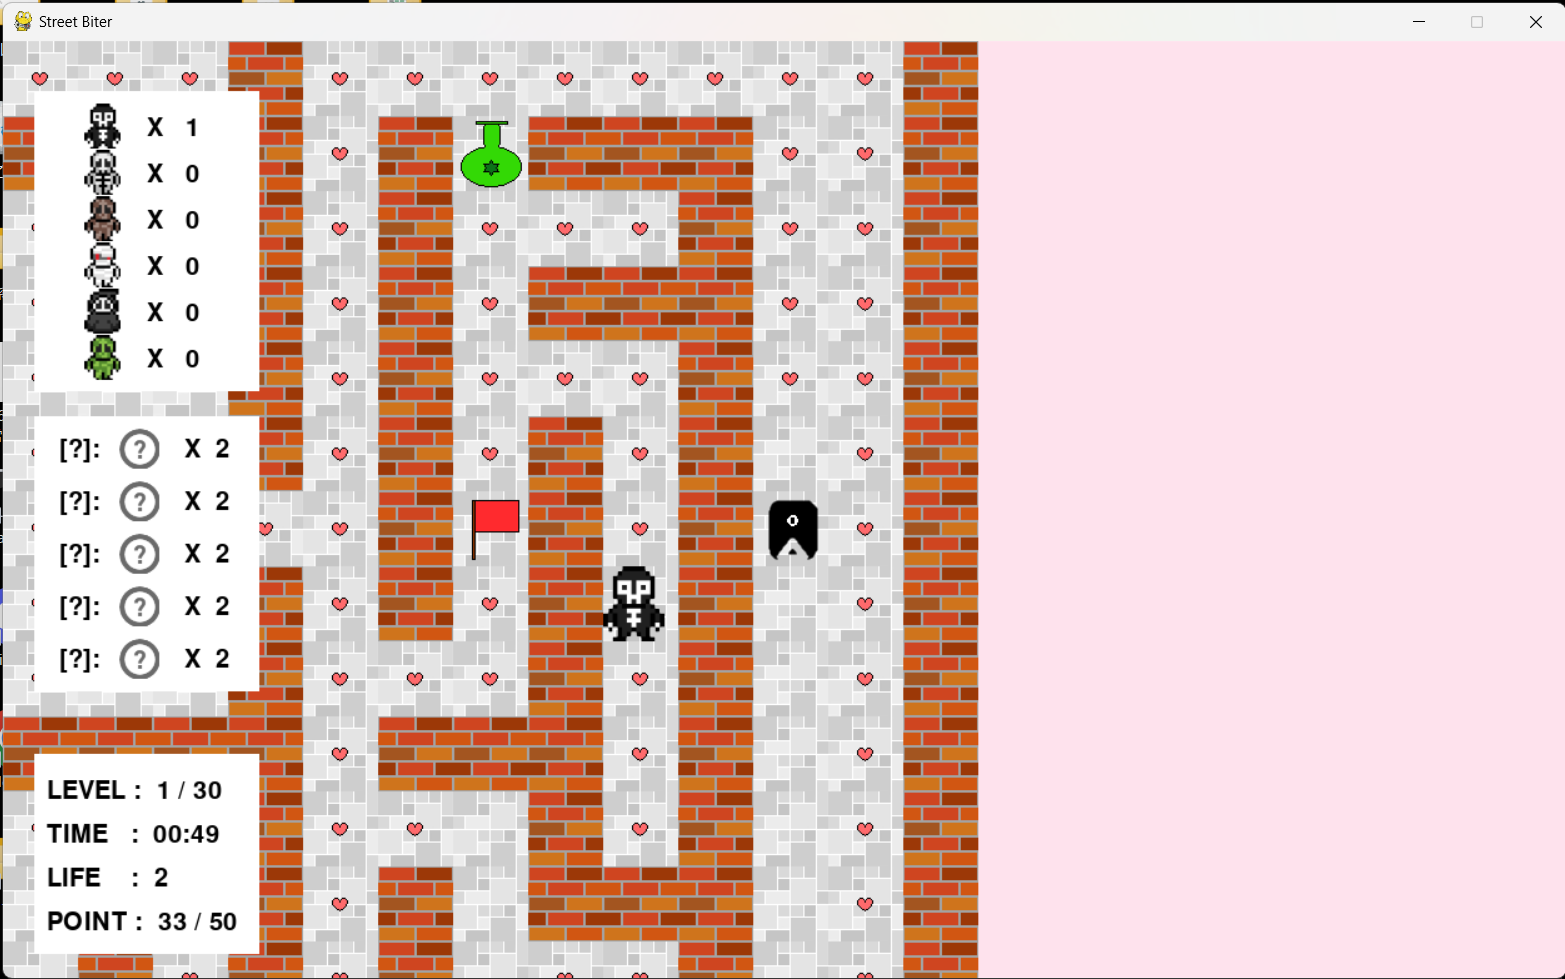 Street Biter
X 1
X 0
X 0
X 0
X 0
X 0
[?]: ? X 2
[?]: ? X 2
[?]: ? X 2
[?]: ? X 2
[?]: ? X 2
LEVEL : 1 / 30
TIME : 00:49
LIFE : 2
POINT : 33 / 50